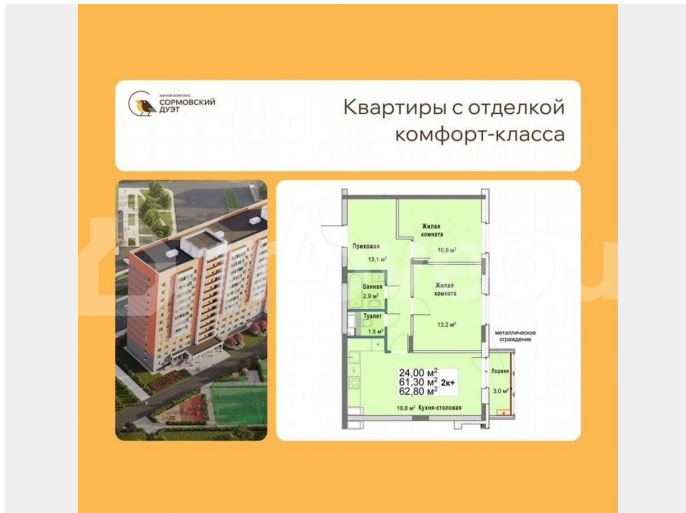 ЖИЛОЙ КОМПЛЕКС
СОРМОВСКИЙ
ДУЭТ
Квартиры с отделкой
комфорт-класса
Жилая
комната
10,8 м²
Прихожая
13,1 м²
Ванная
2,9 м²
Жилая
комната
13,2 м²
Туалет
1,5 м²
металлическое
ограждение
24,00 м²
61,30 м² 2к+
62,80 м²
Лоджия
3,0 м²
19,8 м² Кухня-столовая